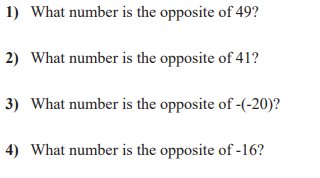 1) What number is the opposite of 49?
2) What number is the opposite of 41?
3) What number is the opposite of -(-20)?
4) What number is the opposite of -16?